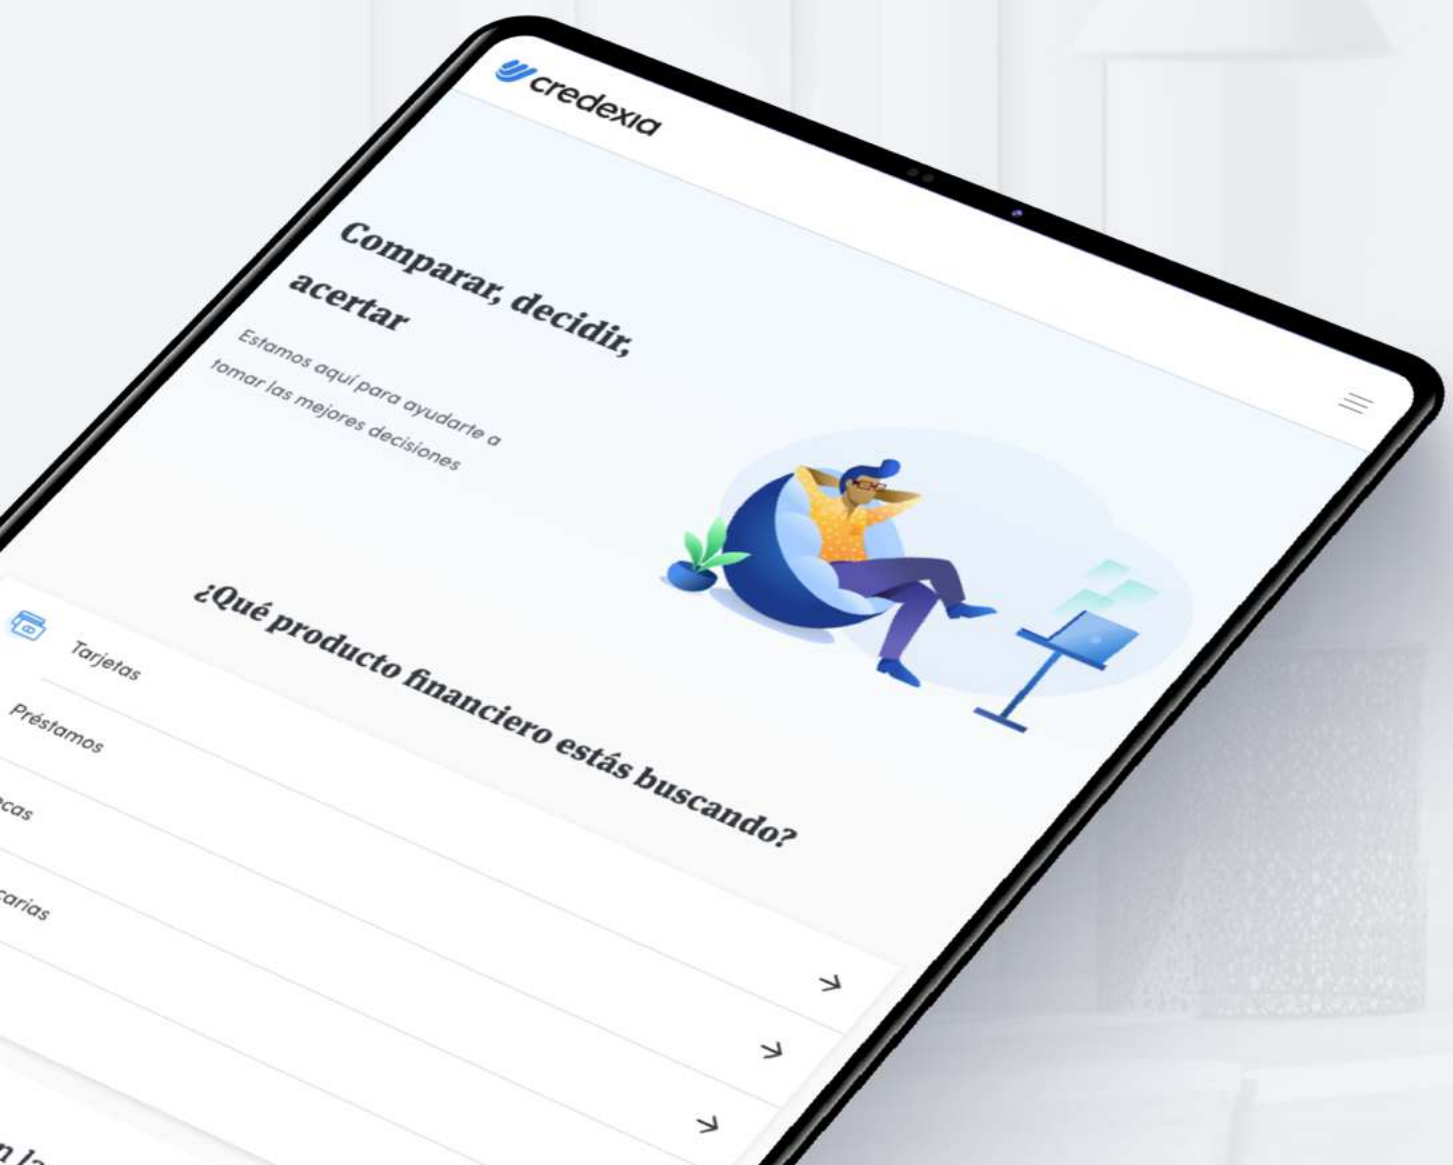 credexia
Comparar, decidir,
acertar
Estamos aquí para ayudarte a
tomar las mejores decisiones
¿Qué producto financiero estás buscando?
Tarjetas
Préstamos